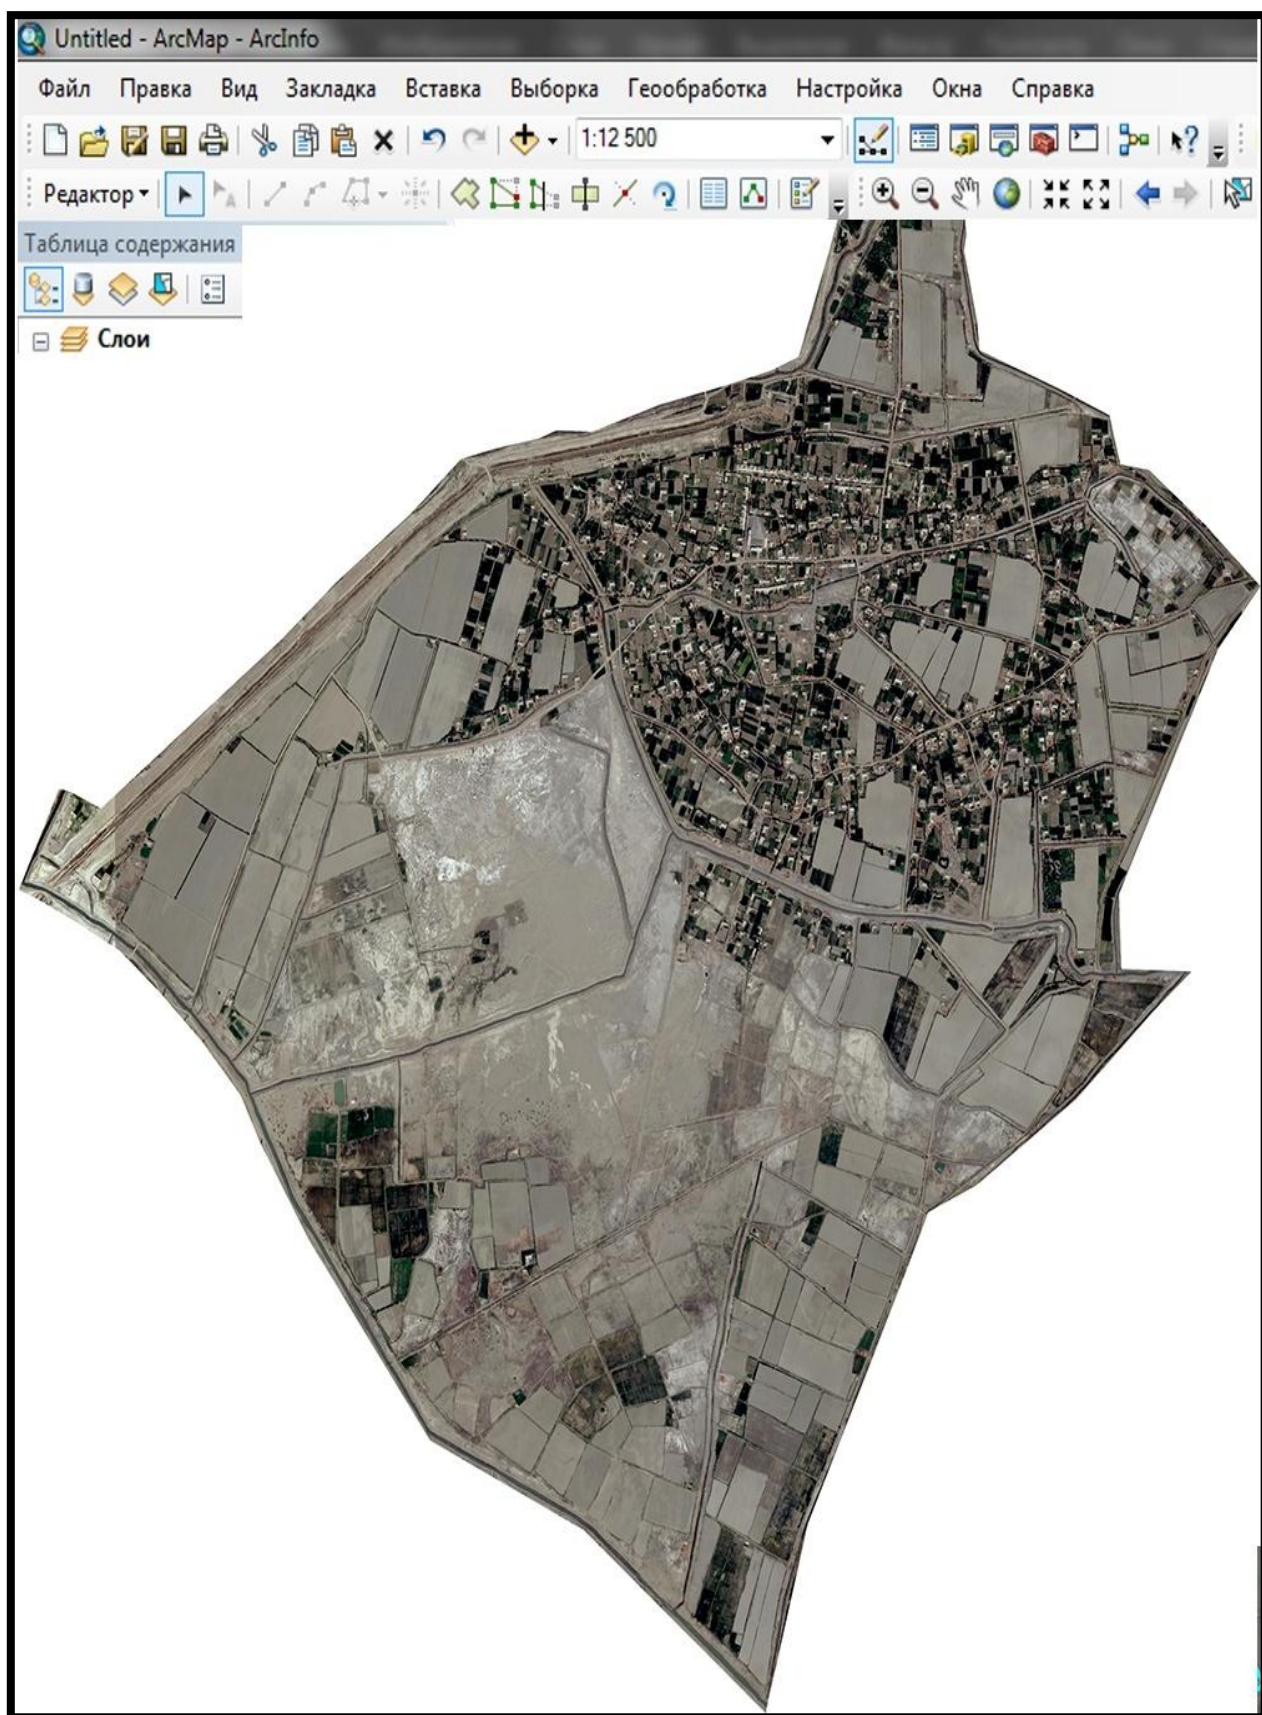 Untitled - ArcMap - ArcInfo
Файл Правка Вид Закладка Вставка Выборка Геообработка Настройка Окна Справка
1:12 500
Редактор
Таблица содержания
Слои